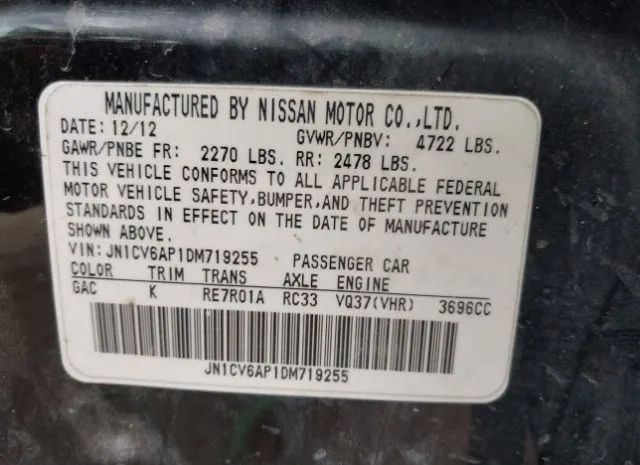 MANUFACTURED BY NISSAN MOTOR CO.,LTD.
DATE: 12/12 GVWR/PNBV: 4722 LBS.
GAWR/PNBE FR: 2270 LBS. RR: 2478 LBS.
THIS VEHICLE CONFORMS TO ALL APPLICABLE FEDERAL
MOTOR VEHICLE SAFETY,BUMPER,AND THEFT PREVENTION
STANDARDS IN EFFECT ON THE DATE OF MANUFACTURE
SHOWN ABOVE.
VIN: JN1CV6AP1DM719255 PASSENGER CAR
COLOR TRIM TRANS AXLE ENGINE
GAC K RE7R01A RC33 VQ37(VHR) 3696CC
JN1CV6AP1DM719255